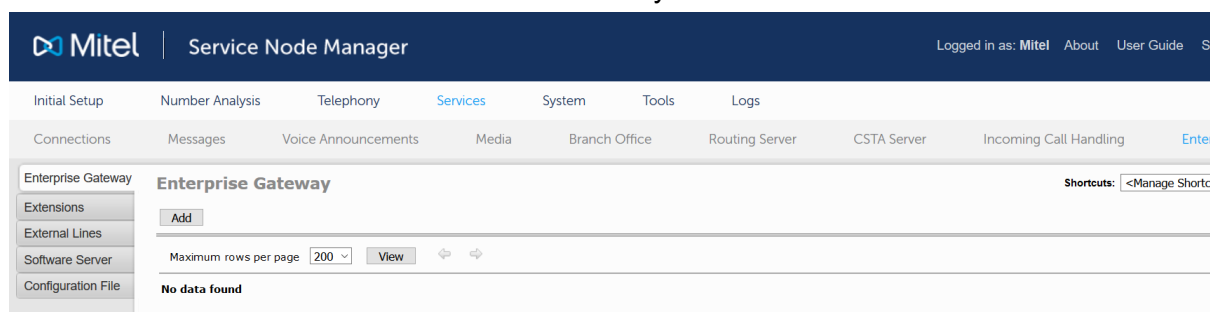 Mitel Service Node Manager Logged in as: Mitel About User Guide
Initial Setup Number Analysis Telephony Services System Tools Logs
Connections Messages Voice Announcements Media Branch Office Routing Server CSTA Server Incoming Call Handling
Enterprise Gateway
Extensions
External Lines
Software Server
Configuration File
Enterprise Gateway
Shortcuts: <Manage
Add
Maximum rows per page 200 View
No data found